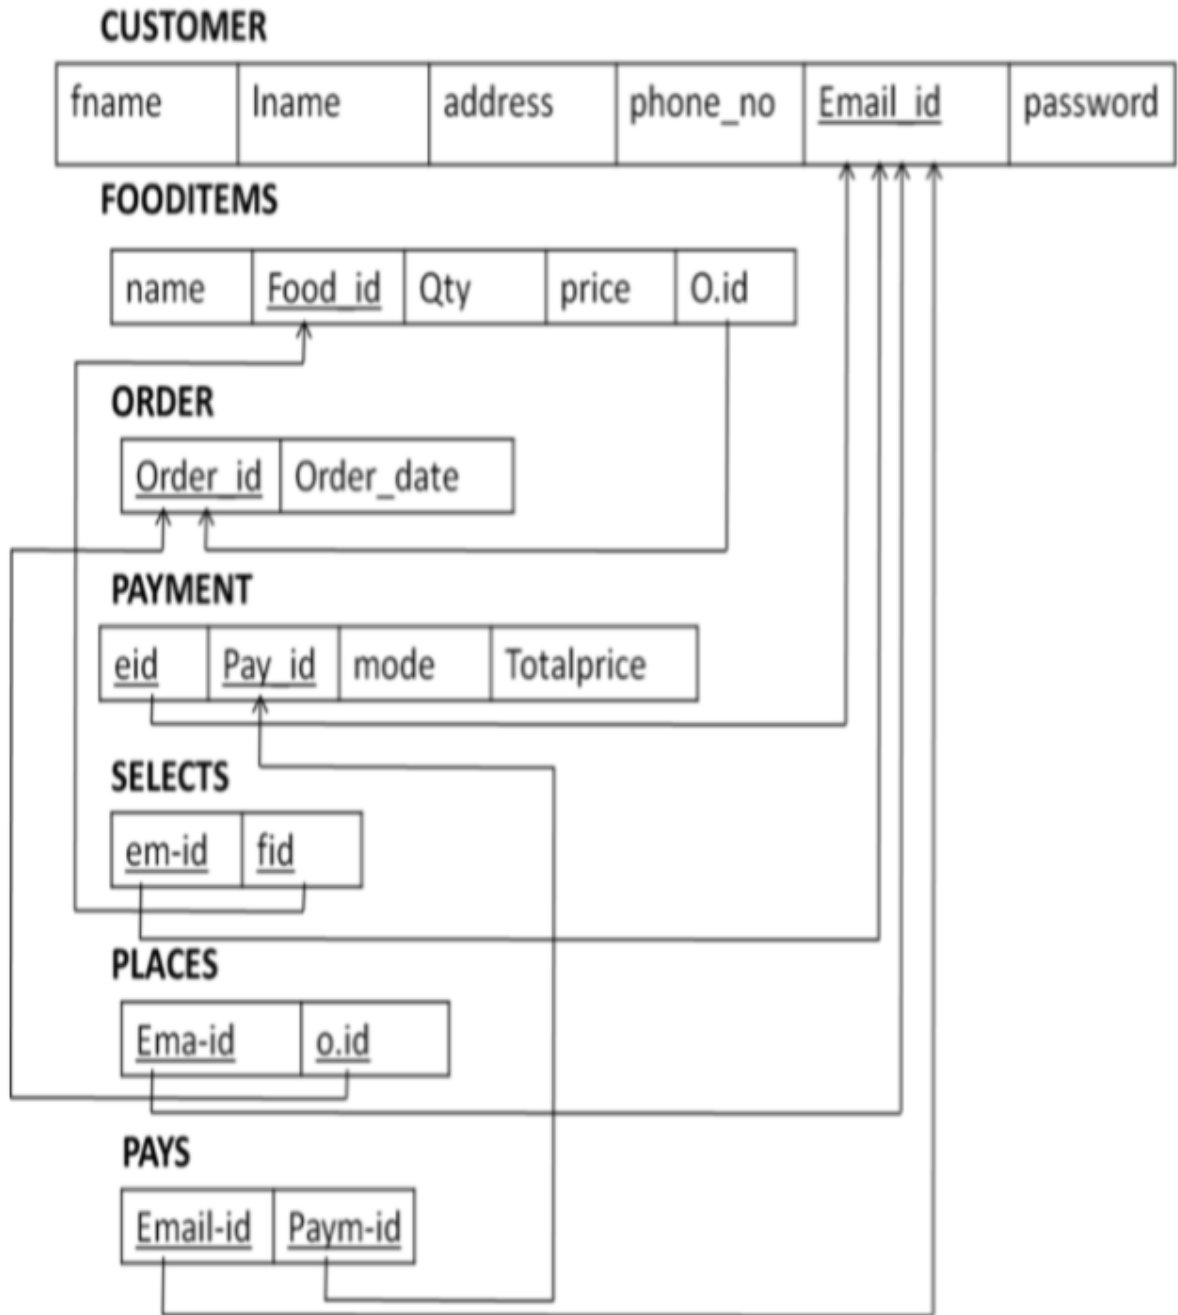 CUSTOMER
fname lname address phone_no Email_id password
FOODITEMS
name Food_id Qty price O.id
ORDER
Order_id Order_date
PAYMENT
eid Pay_id mode Totalprice
SELECTS
em-id fid
PLACES
Ema-id o.id
PAYS
Email-id Paym-id